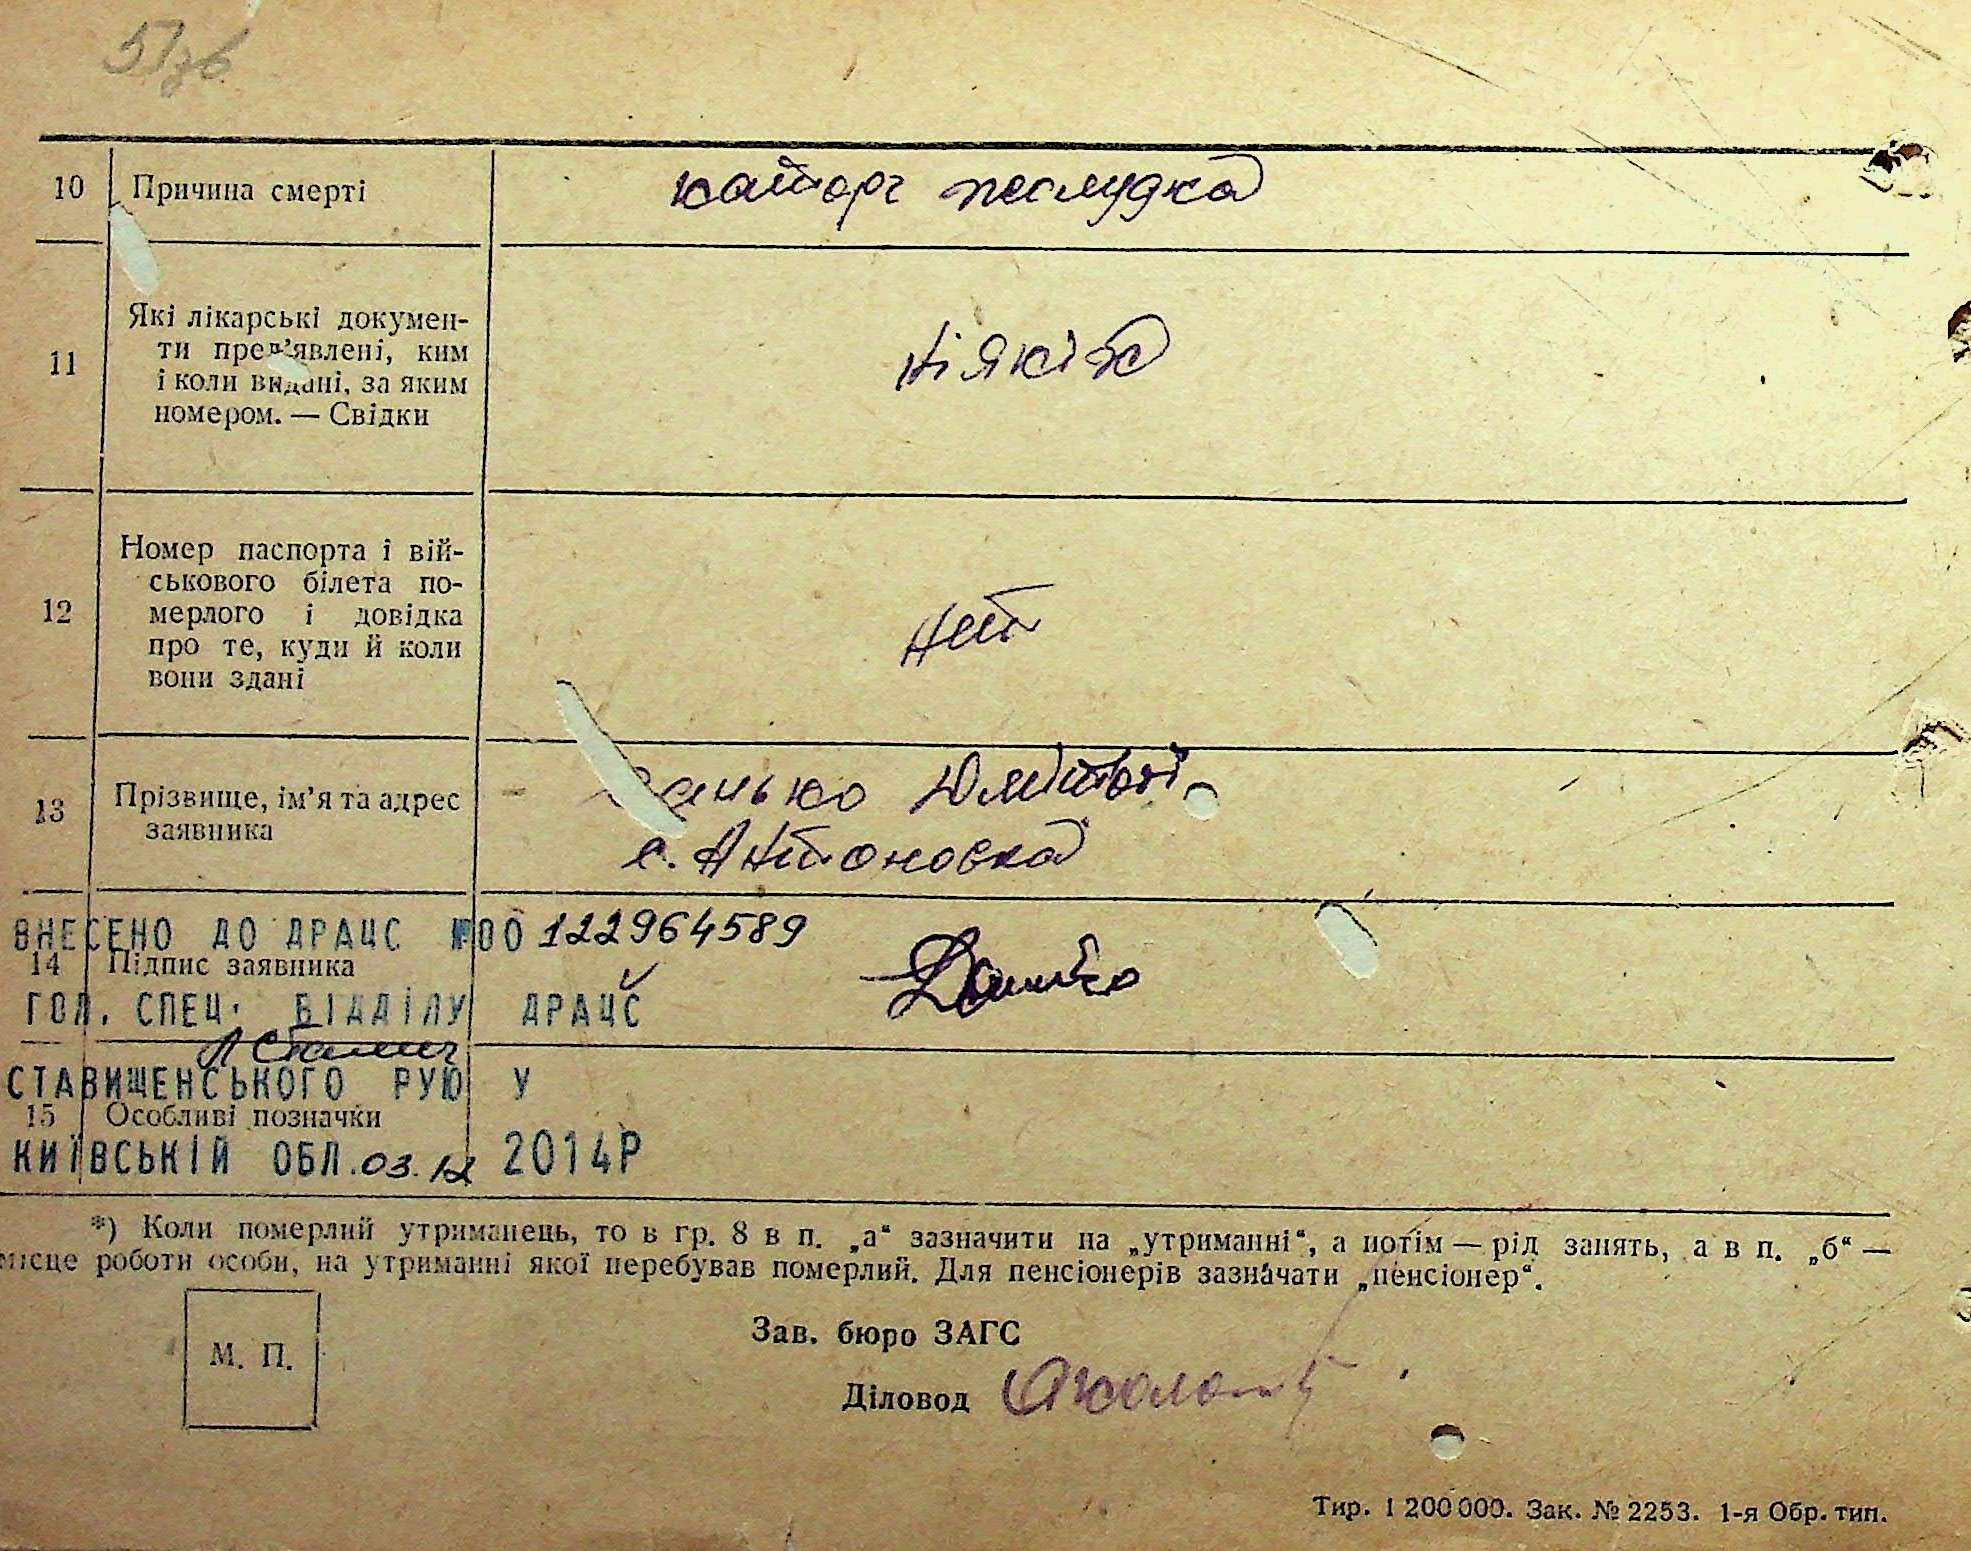 51зв
10 Причина смерти катар желудка
11 Які лікарські докумен-
ти пред’явлені, ким
і коли видані, за яким
номером. — Свідки
ніякіх
12 Номер паспорта і вій-
ськового білета по-
мерлого і довідка
про те, куди й коли
вони здані
нет
13 Прізвище, ім’я та адрес
заявника
с. Антоновка
ВНЕСЕНО ДО ДРАЦС №00122964589
14 Підпис заявника
ГОЛ. СПЕЦ. ВІДДІЛУ ДРАЦС
СТАВИЩЕНСЬКОГО РУЮ У
15 Особливі позначки
КИЇВСЬКІЙ ОБЛ. 03.12 2014Р
*) Коли померлий утриманець, то в гр. 8 в п. „а“ зазначити на „утриманні“, а потім — рід занять, а в п. „б“ —
місце роботи особи, на утриманні якої перебував померлий. Для пенсіонерів зазначати „пенсіонер“.
М. П.
Зав. бюро ЗАГС
Діловод
Тир. 1 200 000. Зак. № 2253. 1-я Обр. тип.